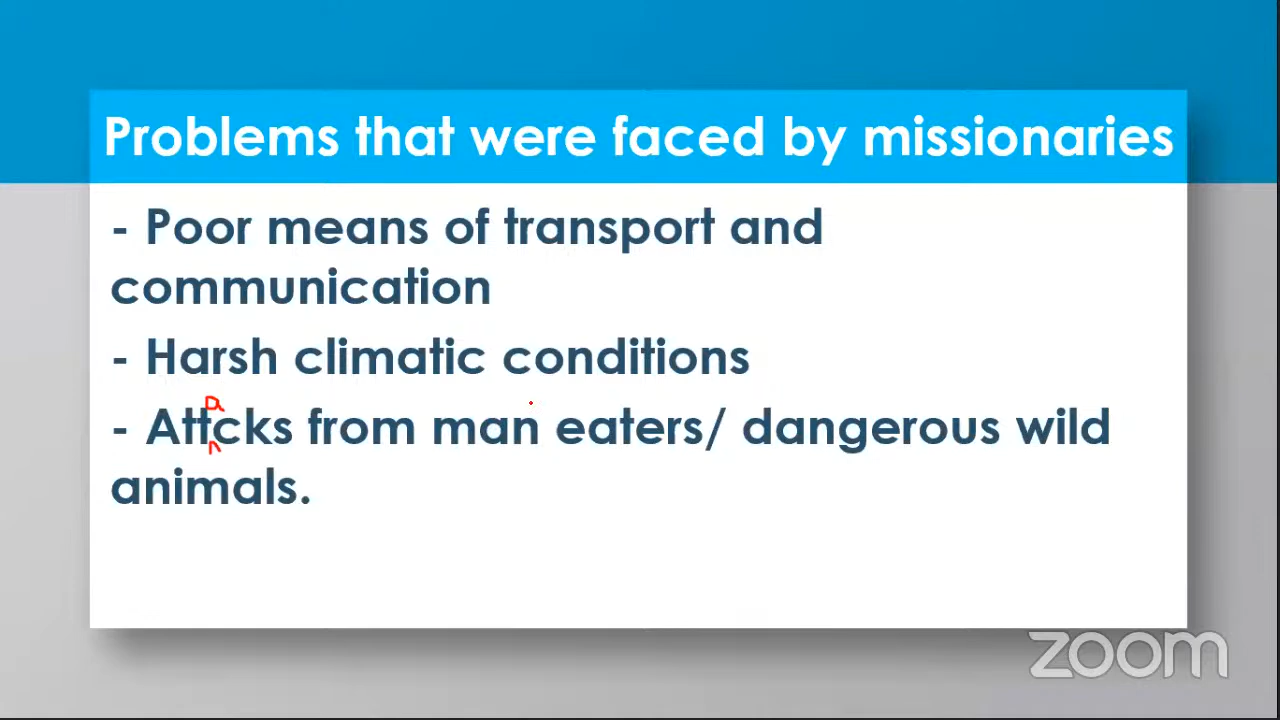 Problems that were faced by missionaries
- Poor means of transport and
communication
- Harsh climatic conditions
a
- Attcks from man eaters/ dangerous wild
animals.
zoom